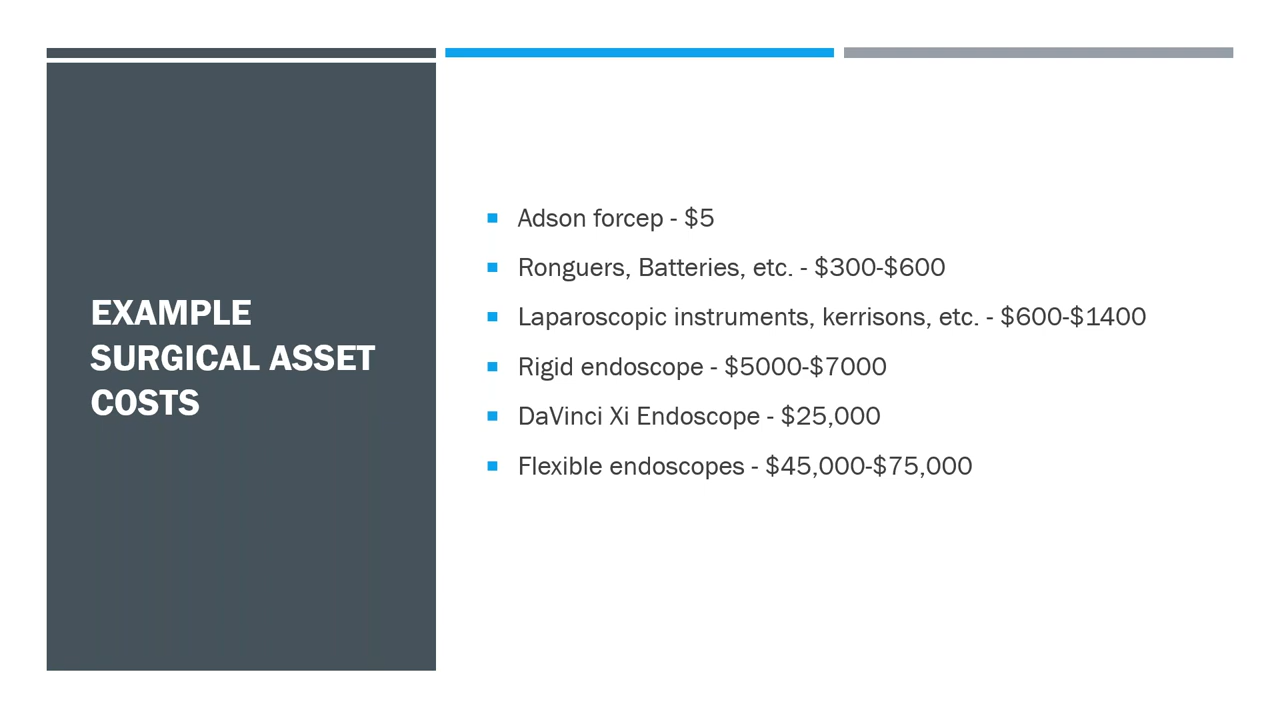 EXAMPLE
SURGICAL ASSET
COSTS
Adson forcep - $5
Ronguers, Batteries, etc. - $300-$600
Laparoscopic instruments, kerrisons, etc. - $600-$1400
Rigid endoscope - $5000-$7000
DaVinci Xi Endoscope - $25,000
Flexible endoscopes - $45,000-$75,000